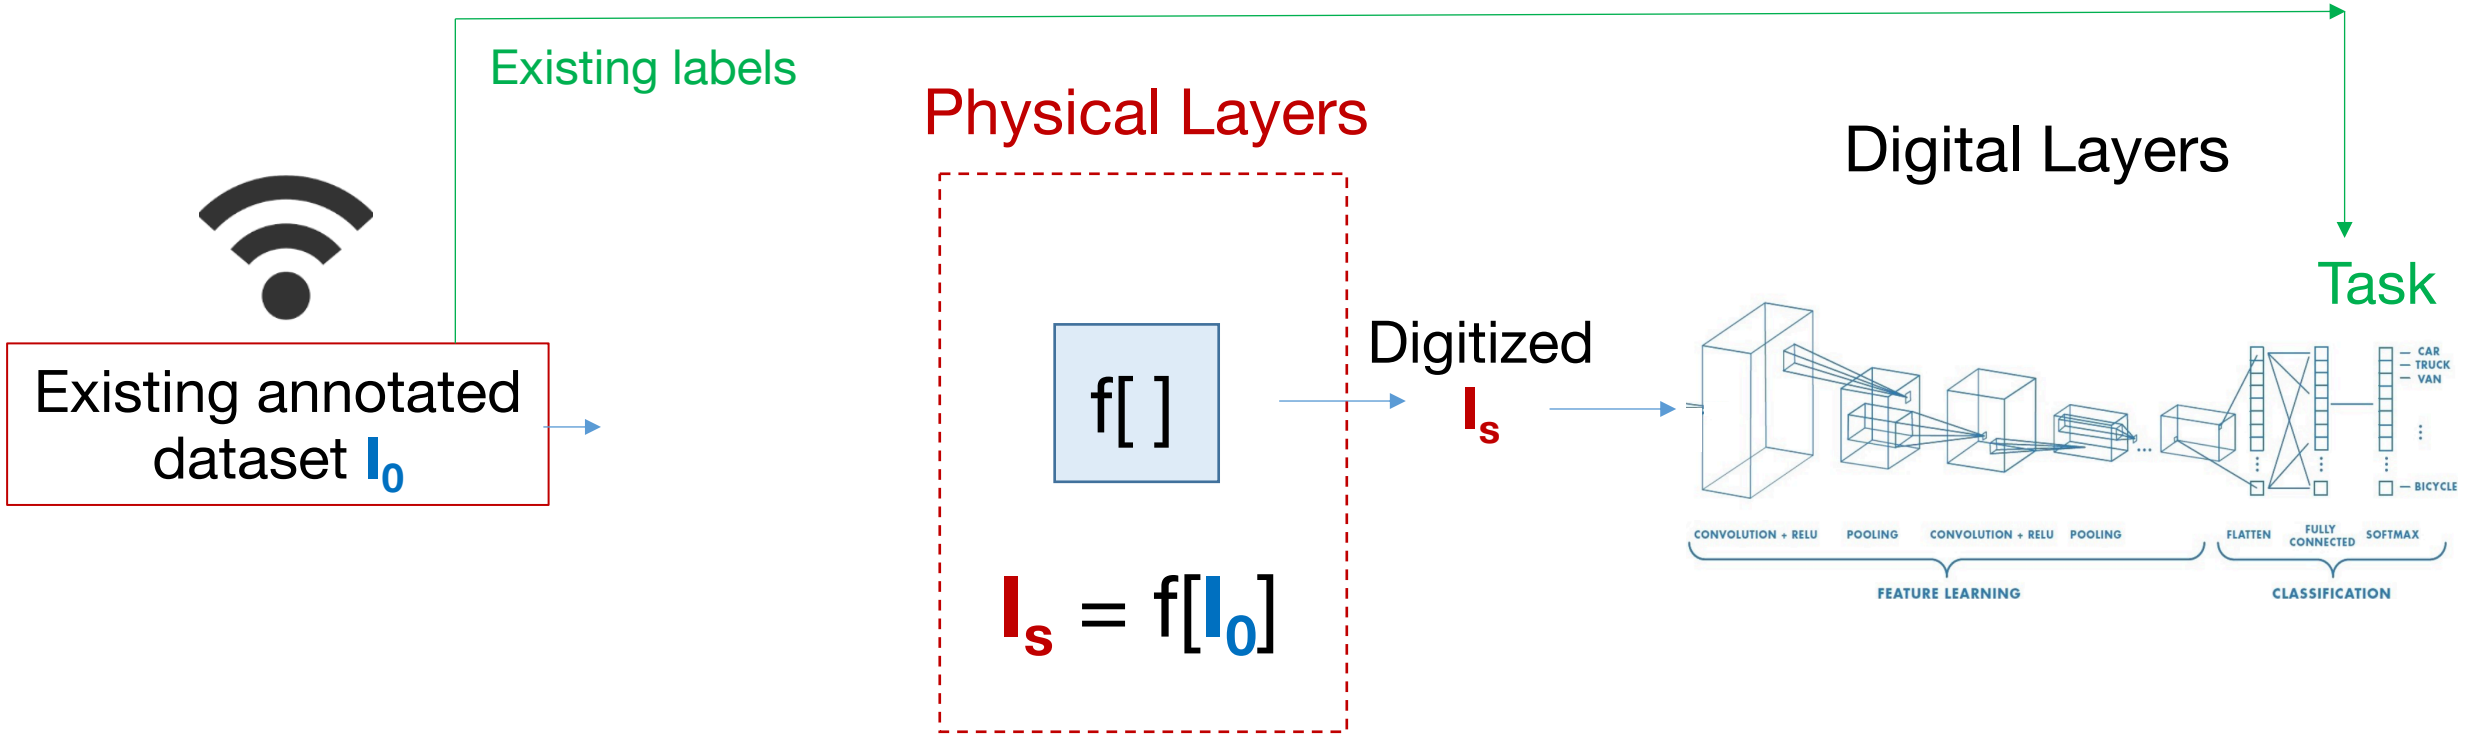 Existing labels
Physical Layers
Digital Layers
Task
Existing annotated
dataset I0
f[ ]
Digitized
Is
Is = f[I0]
CAR
TRUCK
VAN
BICYCLE
CONVOLUTION + RELU
POOLING
CONVOLUTION + RELU
POOLING
FLATTEN
FULLY
CONNECTED
SOFTMAX
FEATURE LEARNING
CLASSIFICATION